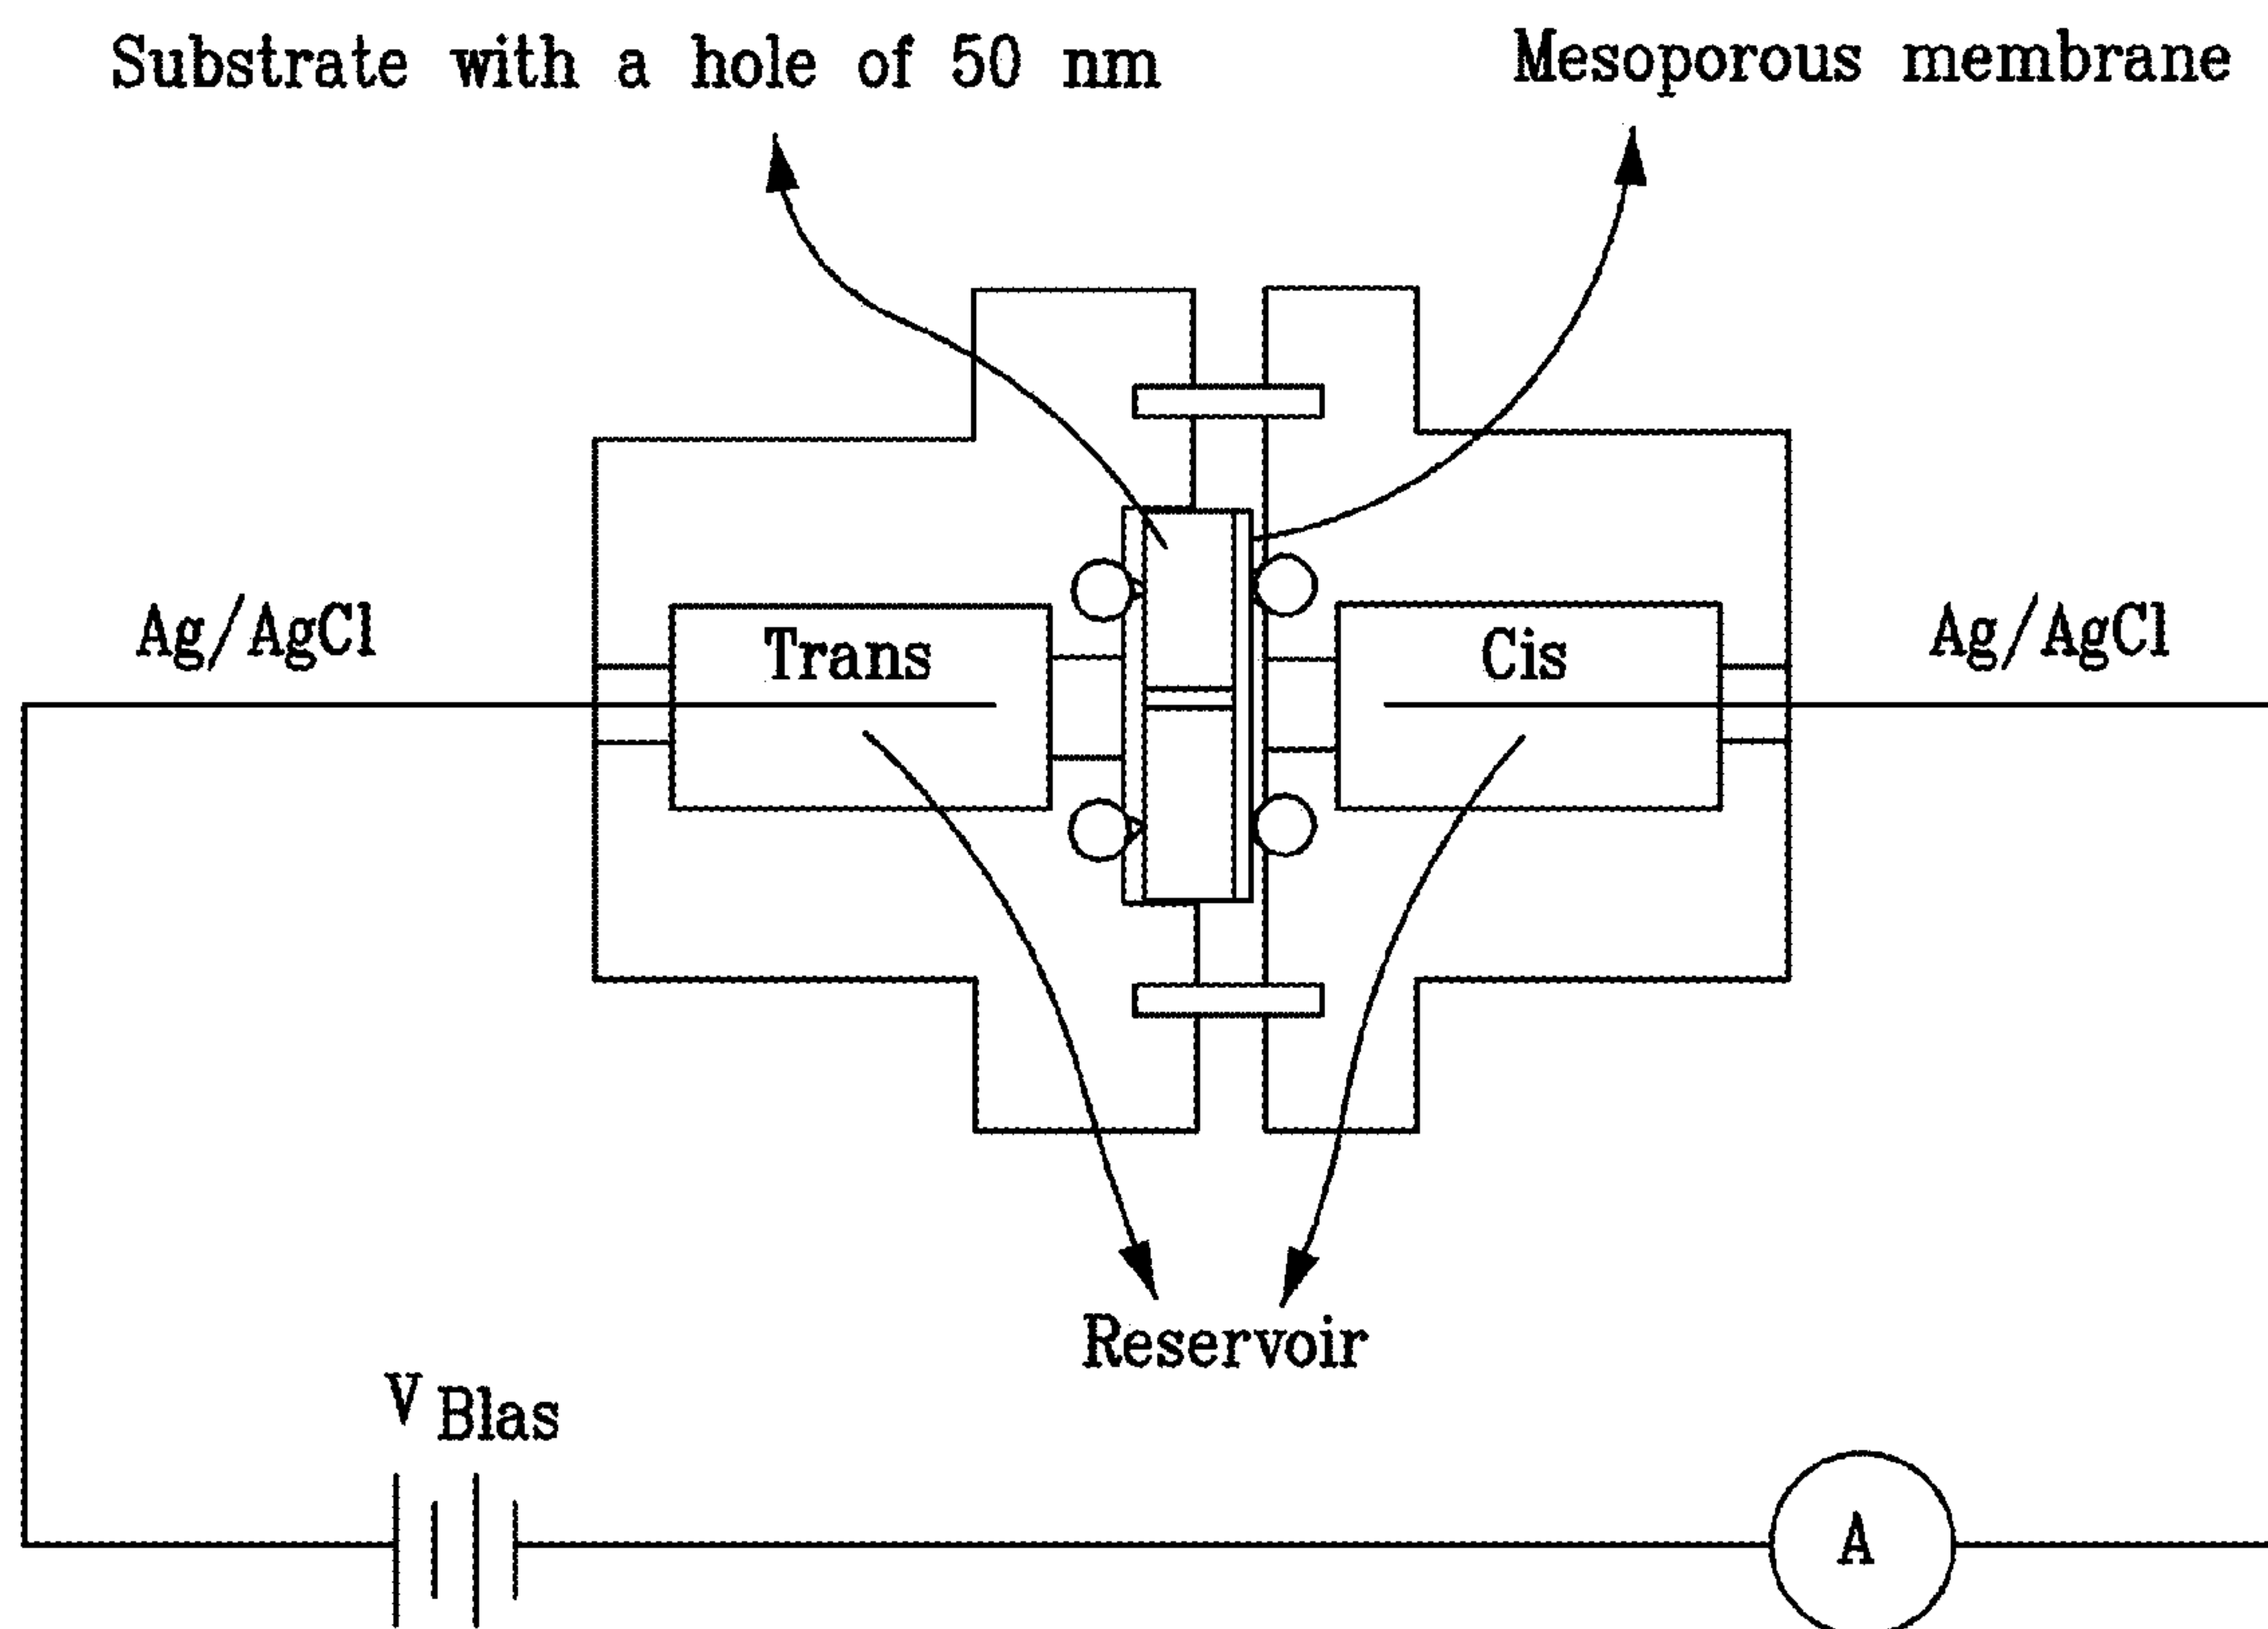 Substrate with a hole of 50 nm
Mesoporous membrane
Ag/AgCl
Trans
Cis
Ag/AgCl
Reservoir
V Blas
A